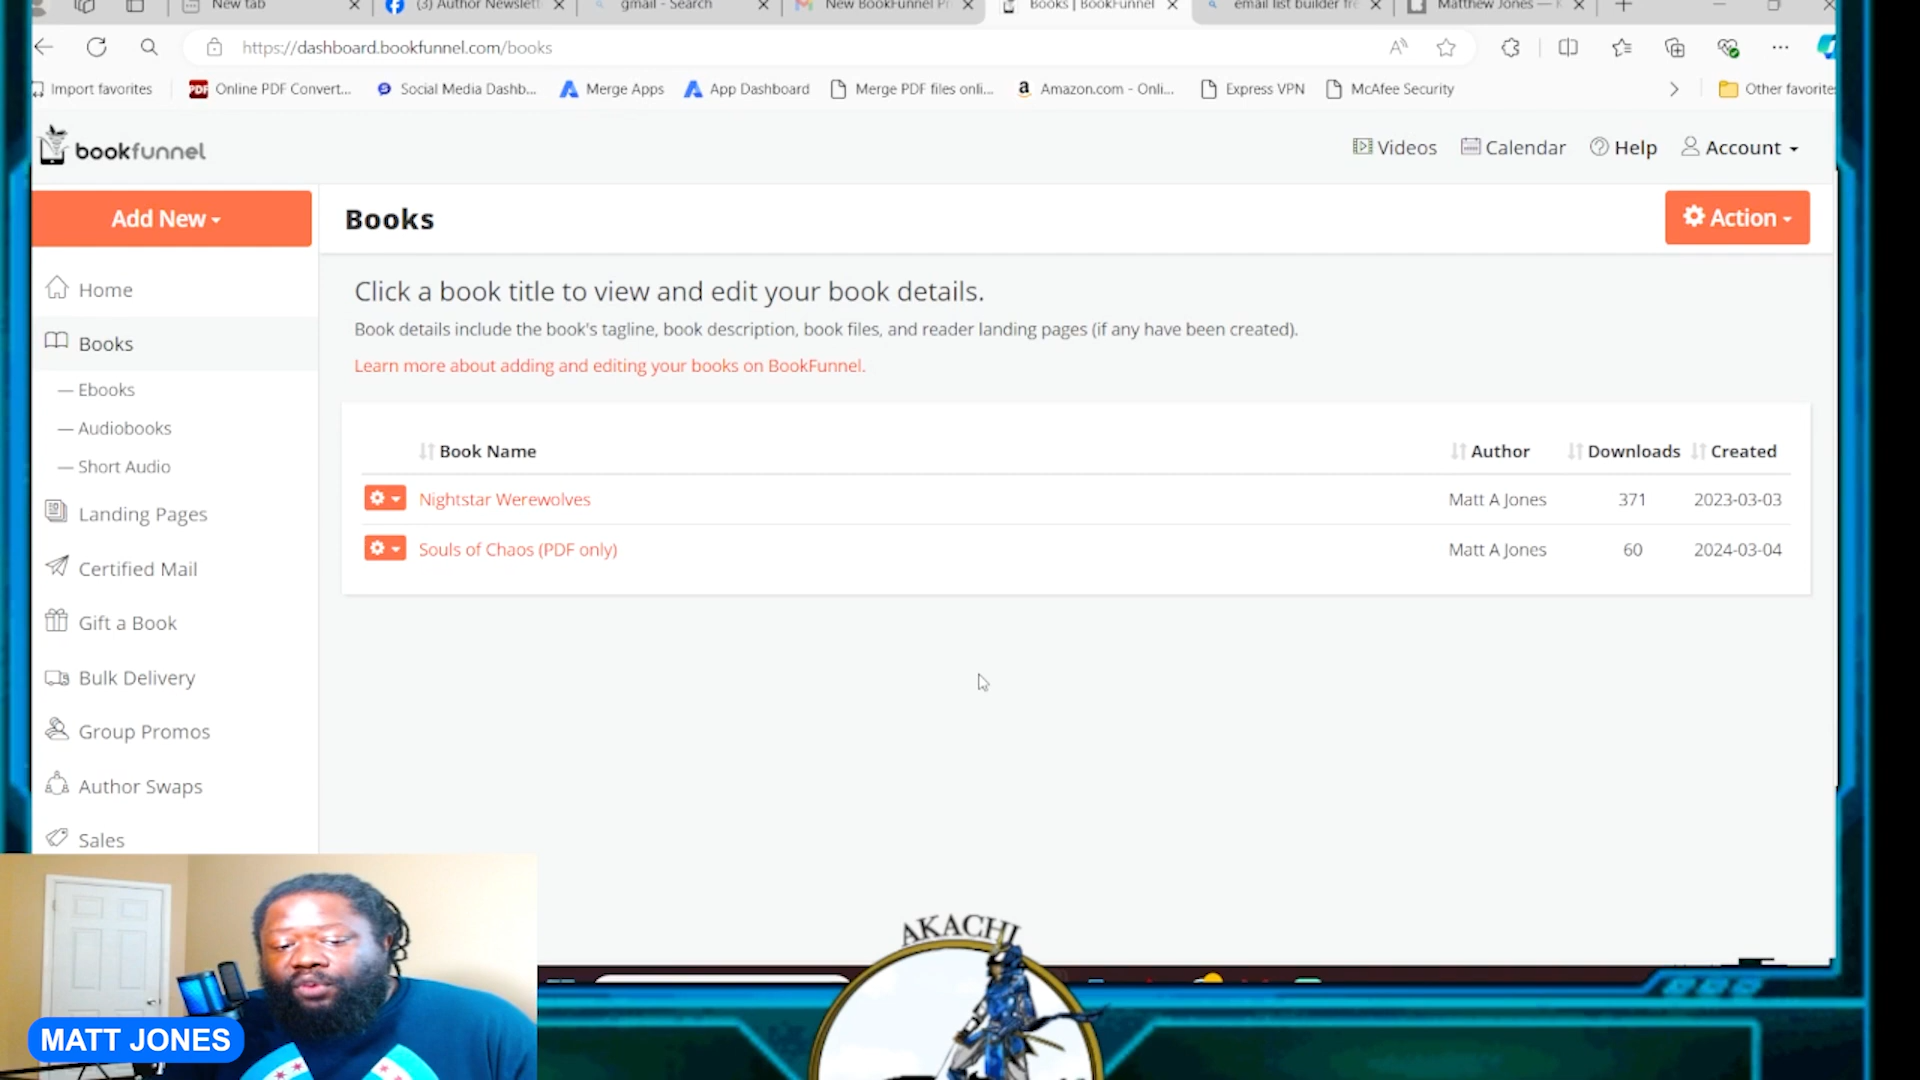 New tab
(3) Author Newslett
gmail - Search
New BookFunnel Pr
Books | BookFunnel
email list builder fre
Matthew Jones — K
https://dashboard.bookfunnel.com/books
Import favorites
Online PDF Convert...
Social Media Dashb...
Merge Apps
App Dashboard
Merge PDF files onli...
Amazon.com - Onli...
Express VPN
McAfee Security
Other favorites
bookfunnel
Videos
Calendar
Help
Account
Add New
Books
Action
Home
Books
— Ebooks
— Audiobooks
— Short Audio
Landing Pages
Certified Mail
Gift a Book
Bulk Delivery
Group Promos
Author Swaps
Sales
Click a book title to view and edit your book details.
Book details include the book's tagline, book description, book files, and reader landing pages (if any have been created).
Learn more about adding and editing your books on BookFunnel.
Book Name Author Downloads Created
Nightstar Werewolves Matt A Jones 371 2023-03-03
Souls of Chaos (PDF only) Matt A Jones 60 2024-03-04
AKACHI
MATT JONES